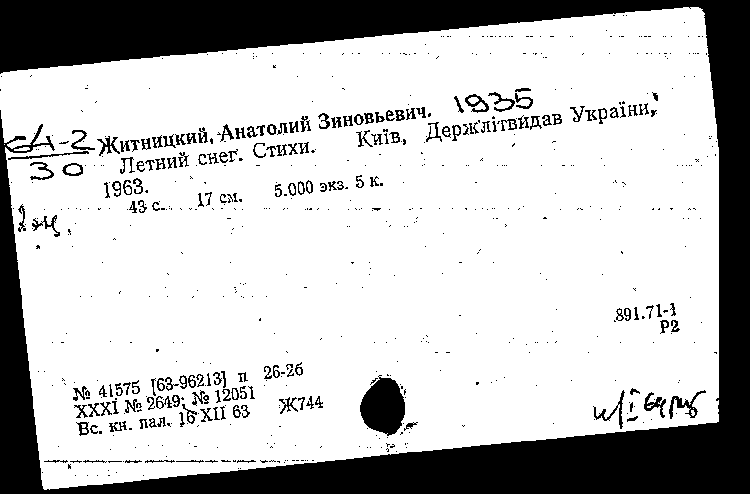 1935
Житницкий, Анатолий Зиновьевич.
30
Летний снег. Стихи. Київ, Держлітвидав України,
1963.
43 с. 17 см. 5.000 экз. 5 к.
891.71-1
Р2
№ 41575 [63-96213] п 26-26
XXXI № 2649; № 12051
Вс. кн. пал. 16 XII 63 Ж744